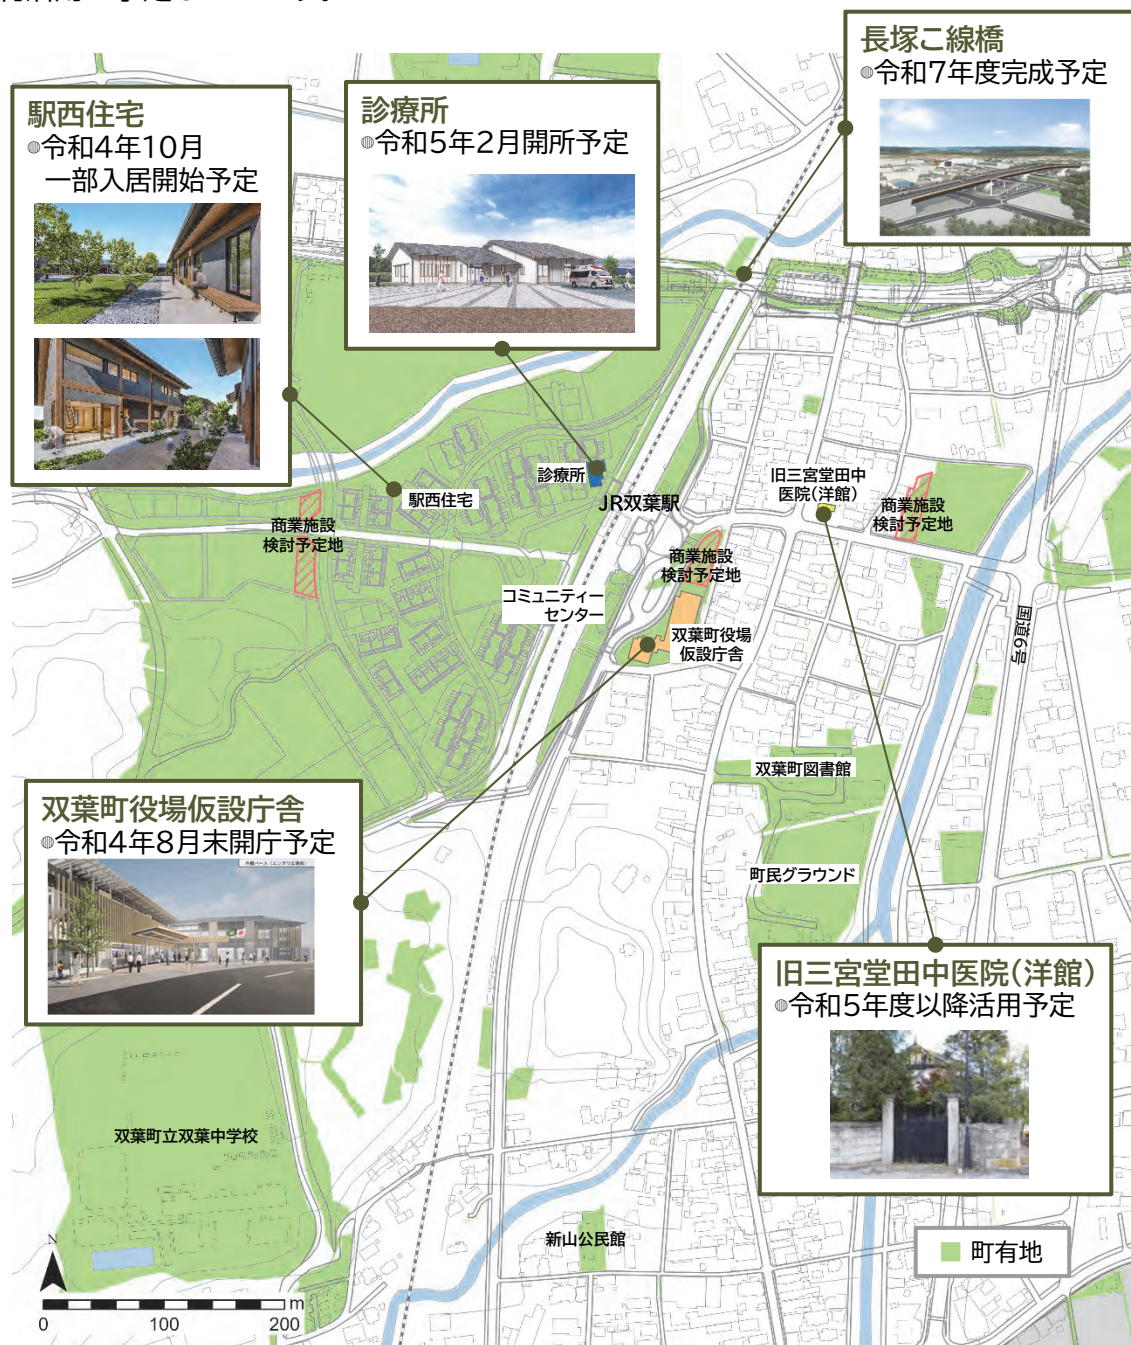 長塚こ線橋
令和7年度完成予定
駅西住宅
令和4年10月
一部入居開始予定
診療所
令和5年2月開所予定
診療所
駅西住宅
JR双葉駅
旧三宮堂田中
医院(洋館)
商業施設
検討予定地
商業施設
検討予定地
商業施設
検討予定地
コミュニティー
センター
双葉町役場
仮設庁舎
国道6号
双葉町図書館
町民グラウンド
双葉町役場仮設庁舎
令和4年8月末開庁予定
旧三宮堂田中医院(洋館)
令和5年度以降活用予定
双葉町立双葉中学校
新山公民館
町有地
N
m
0 100 200